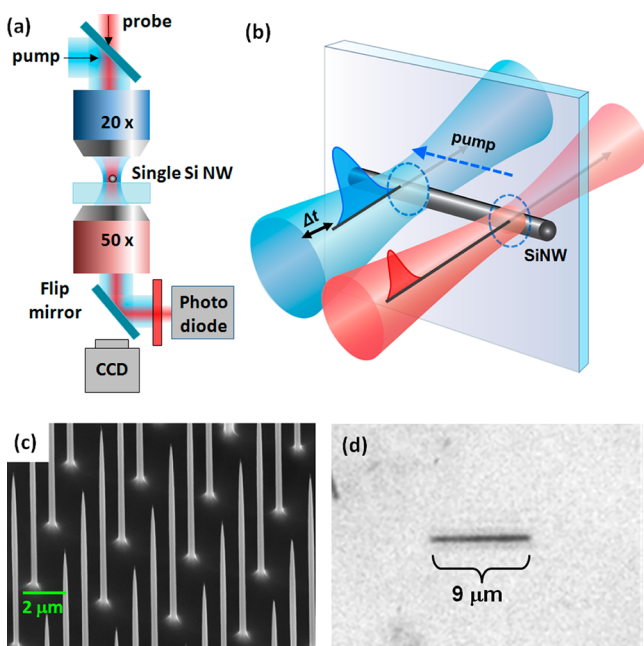 (a)
probe
pump
20 x
Single Si NW
50 x
Flip
mirror
Photo
diode
CCD
(b)
pump
Δt
SiNW
(c)
2 μm
(d)
9 μm